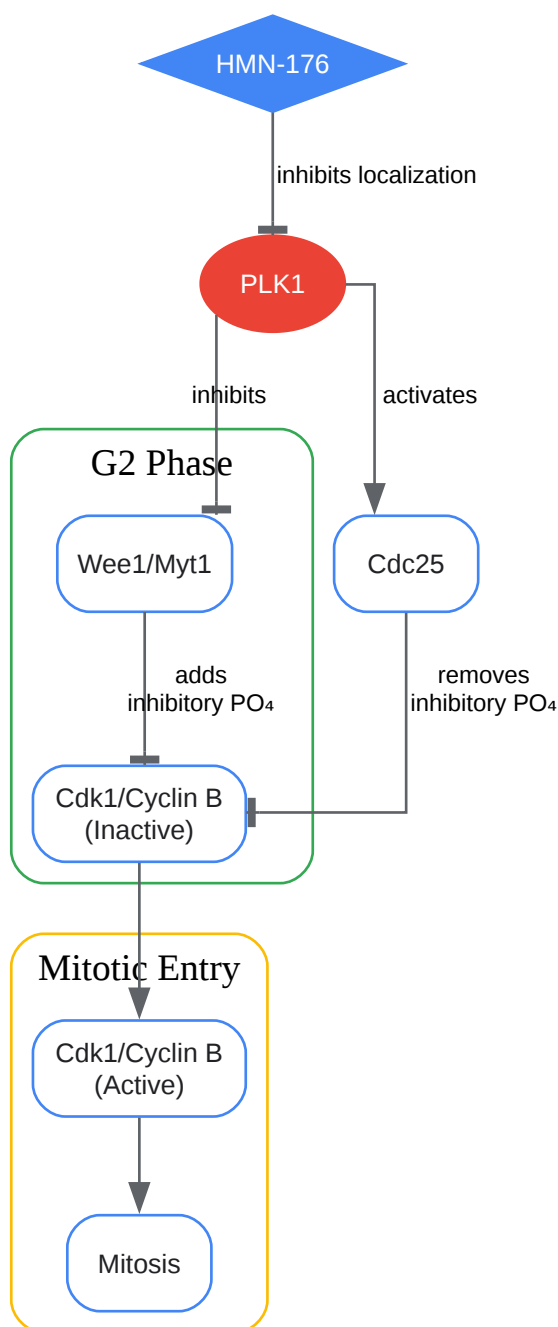 HMN-176
inhibits localization
PLK1
inhibits
activates
G2 Phase
Wee1/Myt1
Cdc25
adds
inhibitory PO₄
removes
inhibitory PO₄
Cdk1/Cyclin B
(Inactive)
Mitotic Entry
Cdk1/Cyclin B
(Active)
Mitosis